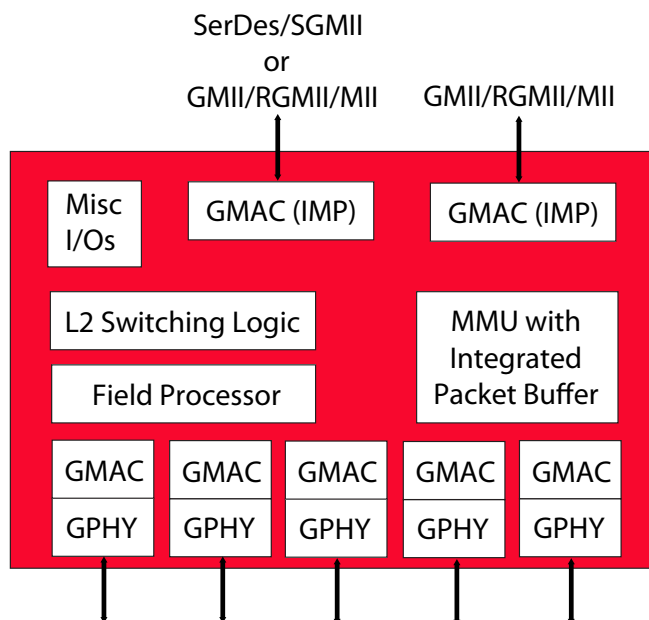 SerDes/SGMII
or
GMII/RGMII/MII
GMII/RGMII/MII
Misc
I/Os
GMAC (IMP)
GMAC (IMP)
L2 Switching Logic
Field Processor
MMU with
Integrated
Packet Buffer
GMAC
GMAC
GMAC
GMAC
GMAC
GPHY
GPHY
GPHY
GPHY
GPHY